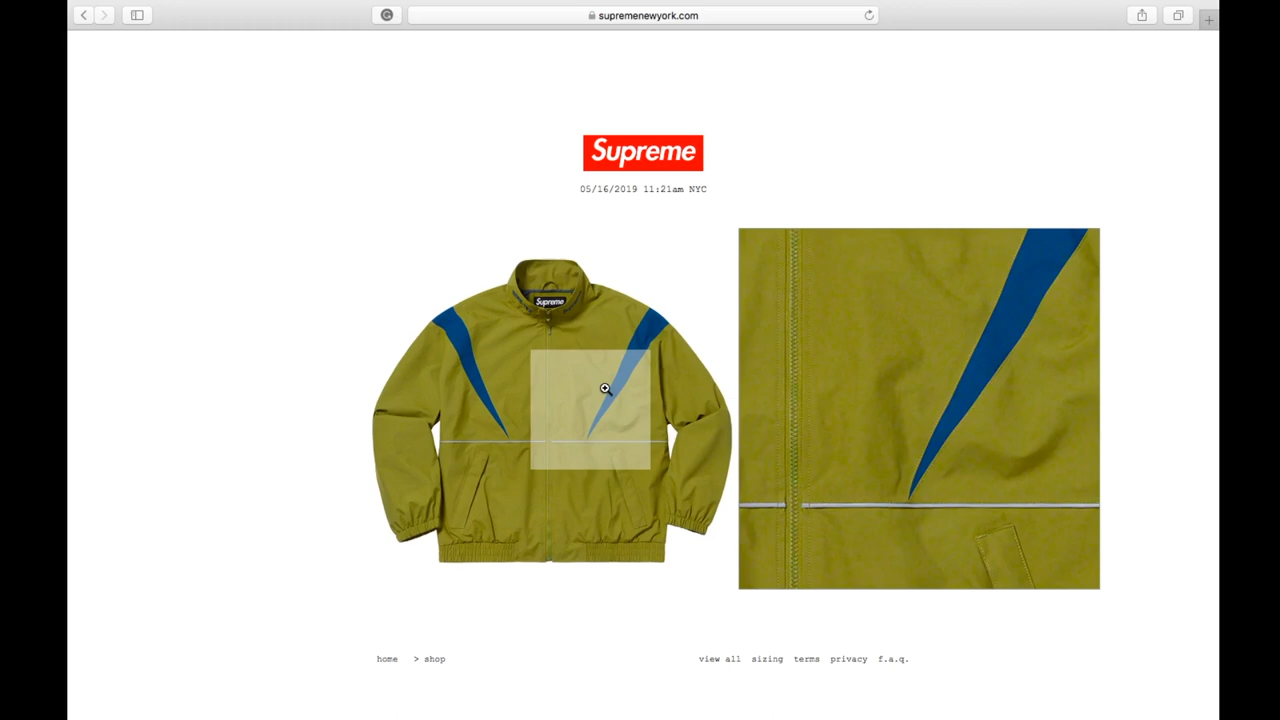 supremenewyork.com
Supreme
05/16/2019 11:21am NYC
Supreme
home > shop
view all sizing terms privacy f.a.q.